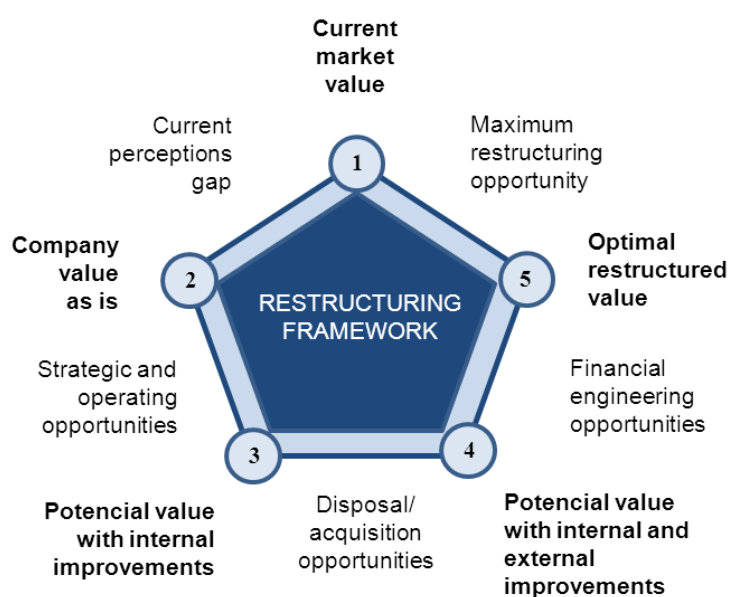 Current
market
value
Current
perceptions
gap
Maximum
restructuring
opportunity
1
Company
value
as is
2
5
Optimal
restructured
value
RESTRUCTURING
FRAMEWORK
Strategic and
operating
opportunities
Financial
engineering
opportunities
3
4
Potencial value
with internal
improvements
Disposal/
acquisition
opportunities
Potencial value
with internal and
external
improvements